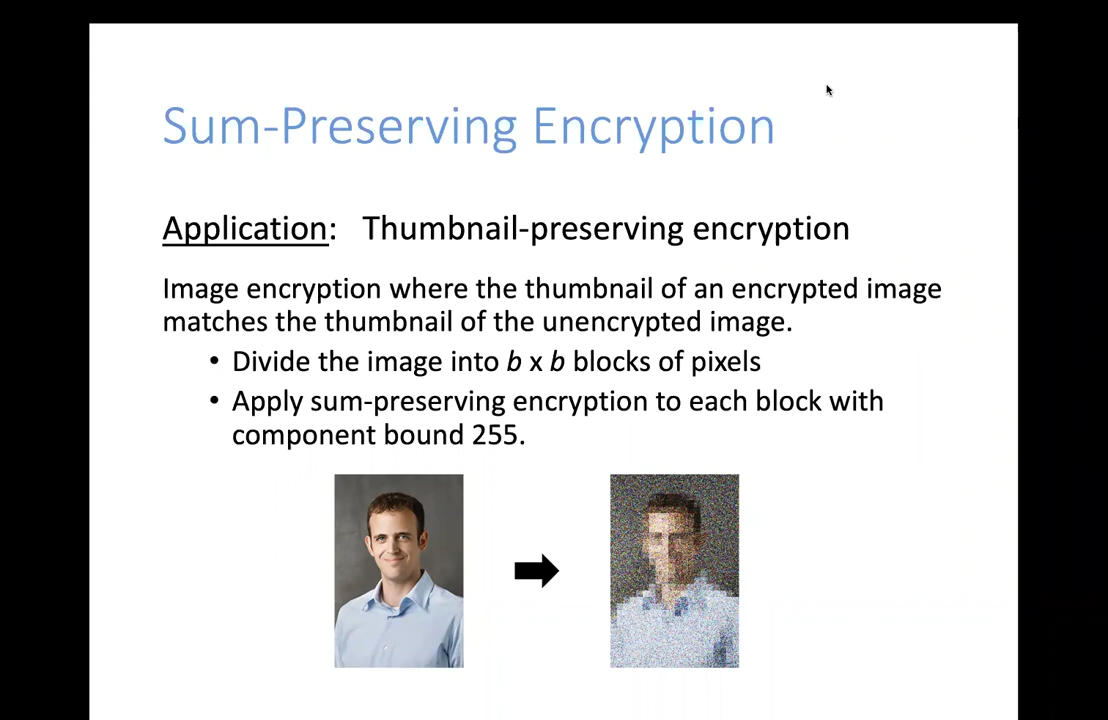 Sum-Preserving Encryption
Application: Thumbnail-preserving encryption
Image encryption where the thumbnail of an encrypted image
matches the thumbnail of the unencrypted image.
• Divide the image into b x b blocks of pixels
• Apply sum-preserving encryption to each block with
component bound 255.